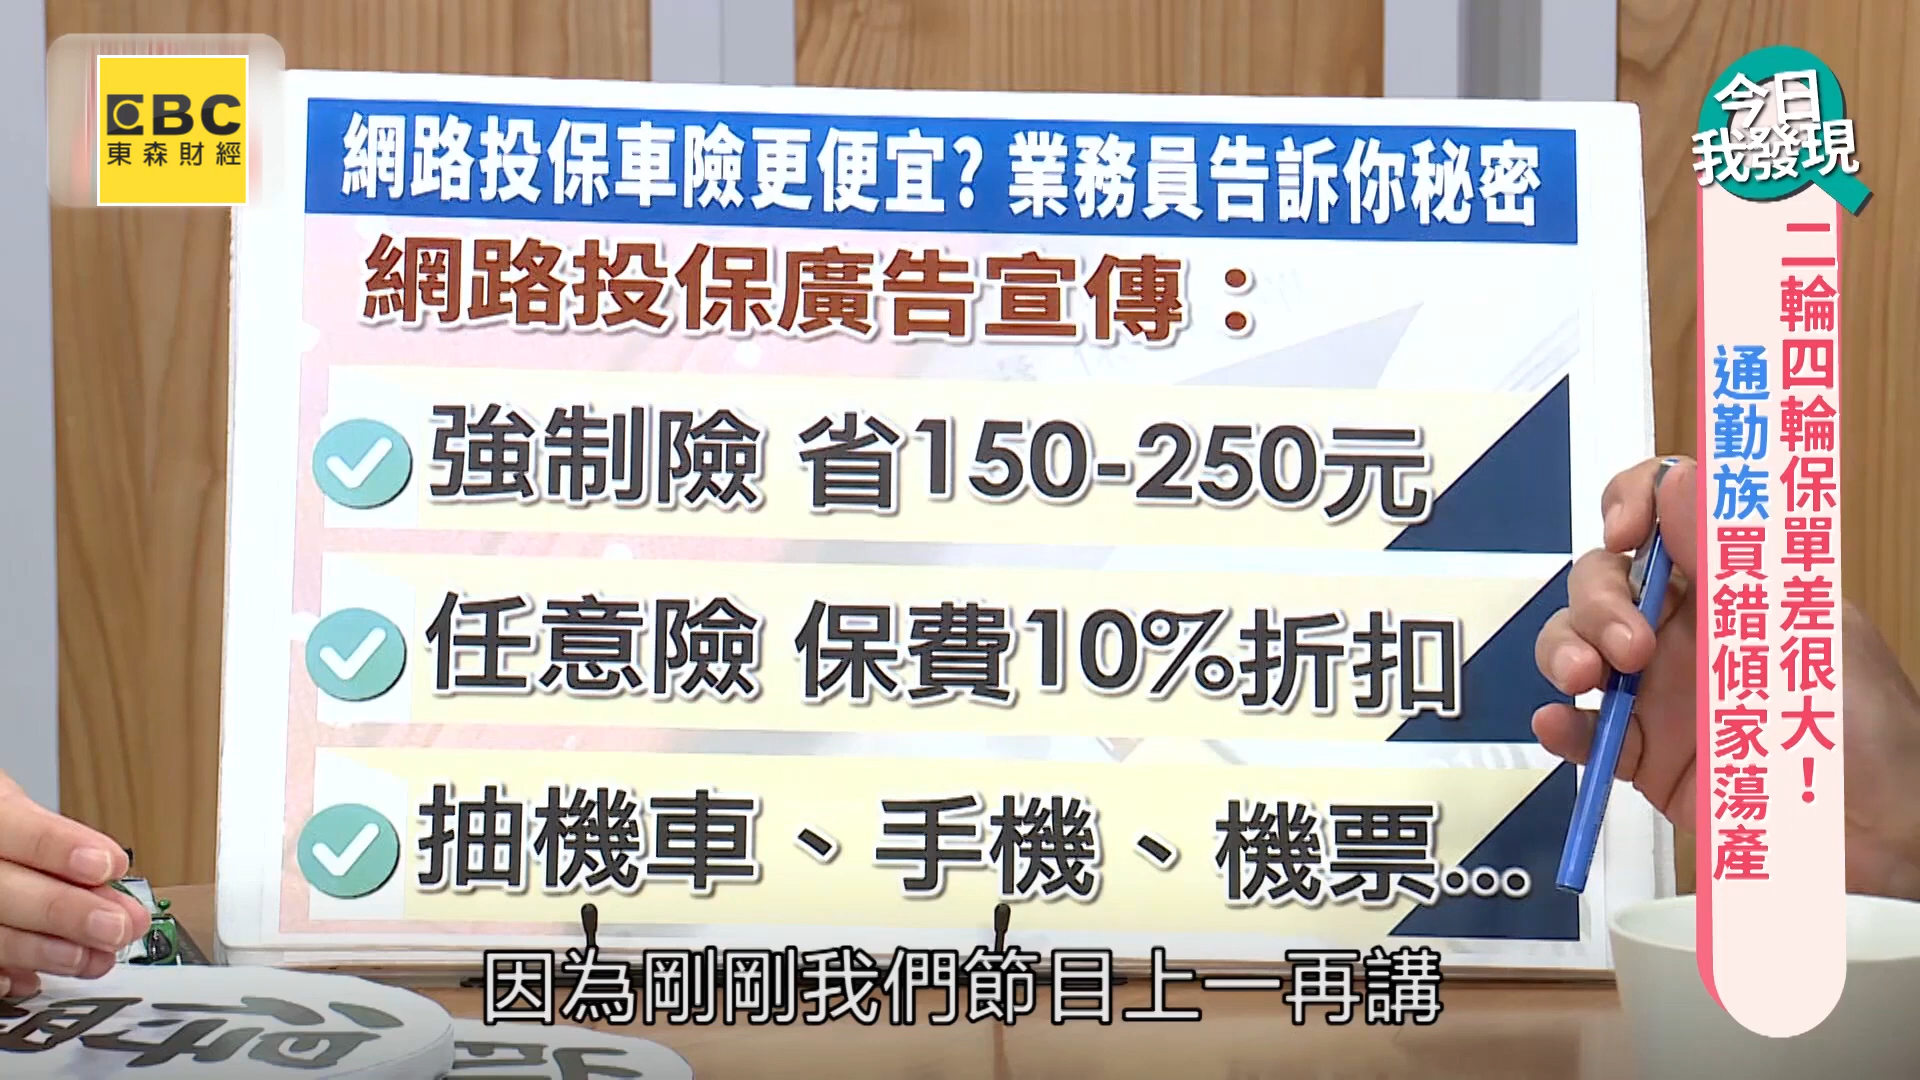 EBC
東森財經
網路投保車險更便宜? 業務員告訴你秘密
網路投保廣告宣傳：
強制險 省150-250元
任意險 保費10%折扣
抽機車、手機、機票...
今日
我發現
二輪四輪保單差很大！
通勤族買錯傾家蕩產
因為剛剛我們節目上一再講